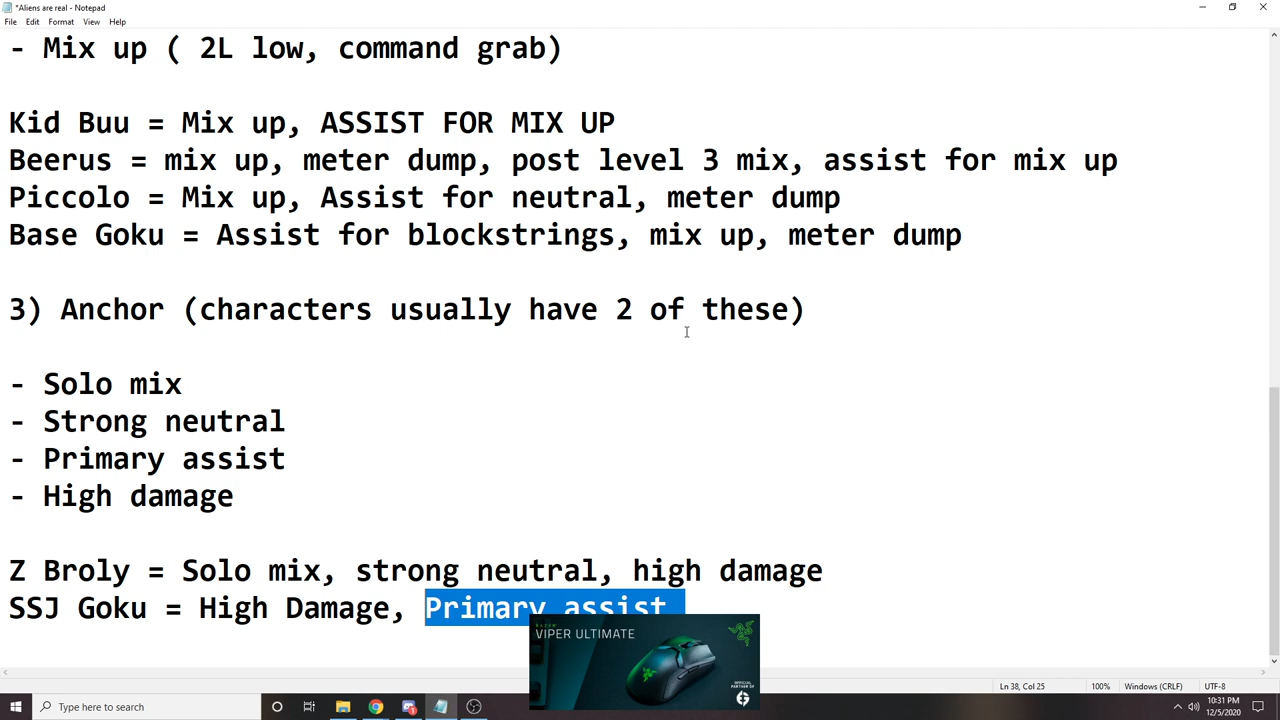 *Aliens are real - Notepad
File Edit Format View Help
- Mix up ( 2L low, command grab)
Kid Buu = Mix up, ASSIST FOR MIX UP
Beerus = mix up, meter dump, post level 3 mix, assist for mix up
Piccolo = Mix up, Assist for neutral, meter dump
Base Goku = Assist for blockstrings, mix up, meter dump
3) Anchor (characters usually have 2 of these)
- Solo mix
- Strong neutral
- Primary assist
- High damage
Z Broly = Solo mix, strong neutral, high damage
SSJ Goku = High Damage, Primary assist
RAZER
VIPER ULTIMATE
OFFICIAL
PARTNER OF
Ln 38, Col 25 100% Windows (CRLF) UTF-8
Type here to search
10:31 PM
12/5/2020